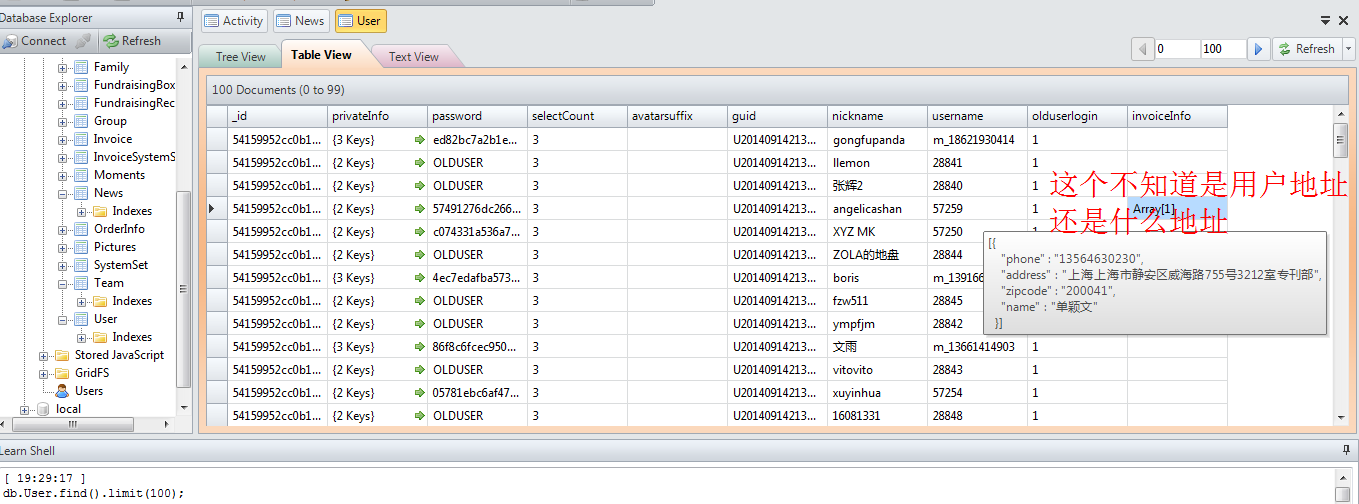 Database Explorer
Connect Refresh
Family
FundraisingBox
FundraisingRec
Group
Invoice
InvoiceSystemS
Moments
News
Indexes
OrderInfo
Pictures
SystemSet
Team
Indexes
User
Indexes
Stored JavaScript
GridFS
Users
local
Activity News User
Tree View Table View Text View
0 100 Refresh
100 Documents (0 to 99)
_id privateInfo password selectCount avatarsuffix guid nickname username olduserlogin invoiceInfo
54159952cc0b1... {3 Keys} ed82bc7a2b1e... 3 U20140914213... gongfupanda m_18621930414 1
54159952cc0b1... {2 Keys} OLDUSER 3 U20140914213... llemon 28841 1
54159952cc0b1... {2 Keys} OLDUSER 3 U20140914213... 张辉2 28840 1
54159952cc0b1... {2 Keys} 57491276dc266... 3 U20140914213... angelicashan 57259 1 Array[1]
54159952cc0b1... {2 Keys} c074331a536a7... 3 U20140914213... XYZ MK 57250 1
54159952cc0b1... {2 Keys} OLDUSER 3 U20140914213... ZOLA的地盘 28844
54159952cc0b1... {3 Keys} 4ec7edafba573... 3 U20140914213... boris m_139166
54159952cc0b1... {2 Keys} OLDUSER 3 U20140914213... fzw511 28845
54159952cc0b1... {2 Keys} OLDUSER 3 U20140914213... ympfjm 28842
54159952cc0b1... {3 Keys} 86f8c6fcec950... 3 U20140914213... 文雨 m_13661414903 1
54159952cc0b1... {2 Keys} OLDUSER 3 U20140914213... vitovito 28843 1
54159952cc0b1... {2 Keys} 05781ebc6af47... 3 U20140914213... xuyinhua 57254 1
54159952cc0b1... {2 Keys} OLDUSER 3 U20140914213... 16081331 28848 1
这个不知道是用户地址
还是什么地址
[{
"phone" : "13564630230",
"address" : "上海上海市静安区威海路755号3212室专刊部",
"zipcode" : "200041",
"name" : "单颖文"
}]
Learn Shell
[ 19:29:17 ]
db.User.find().limit(100);